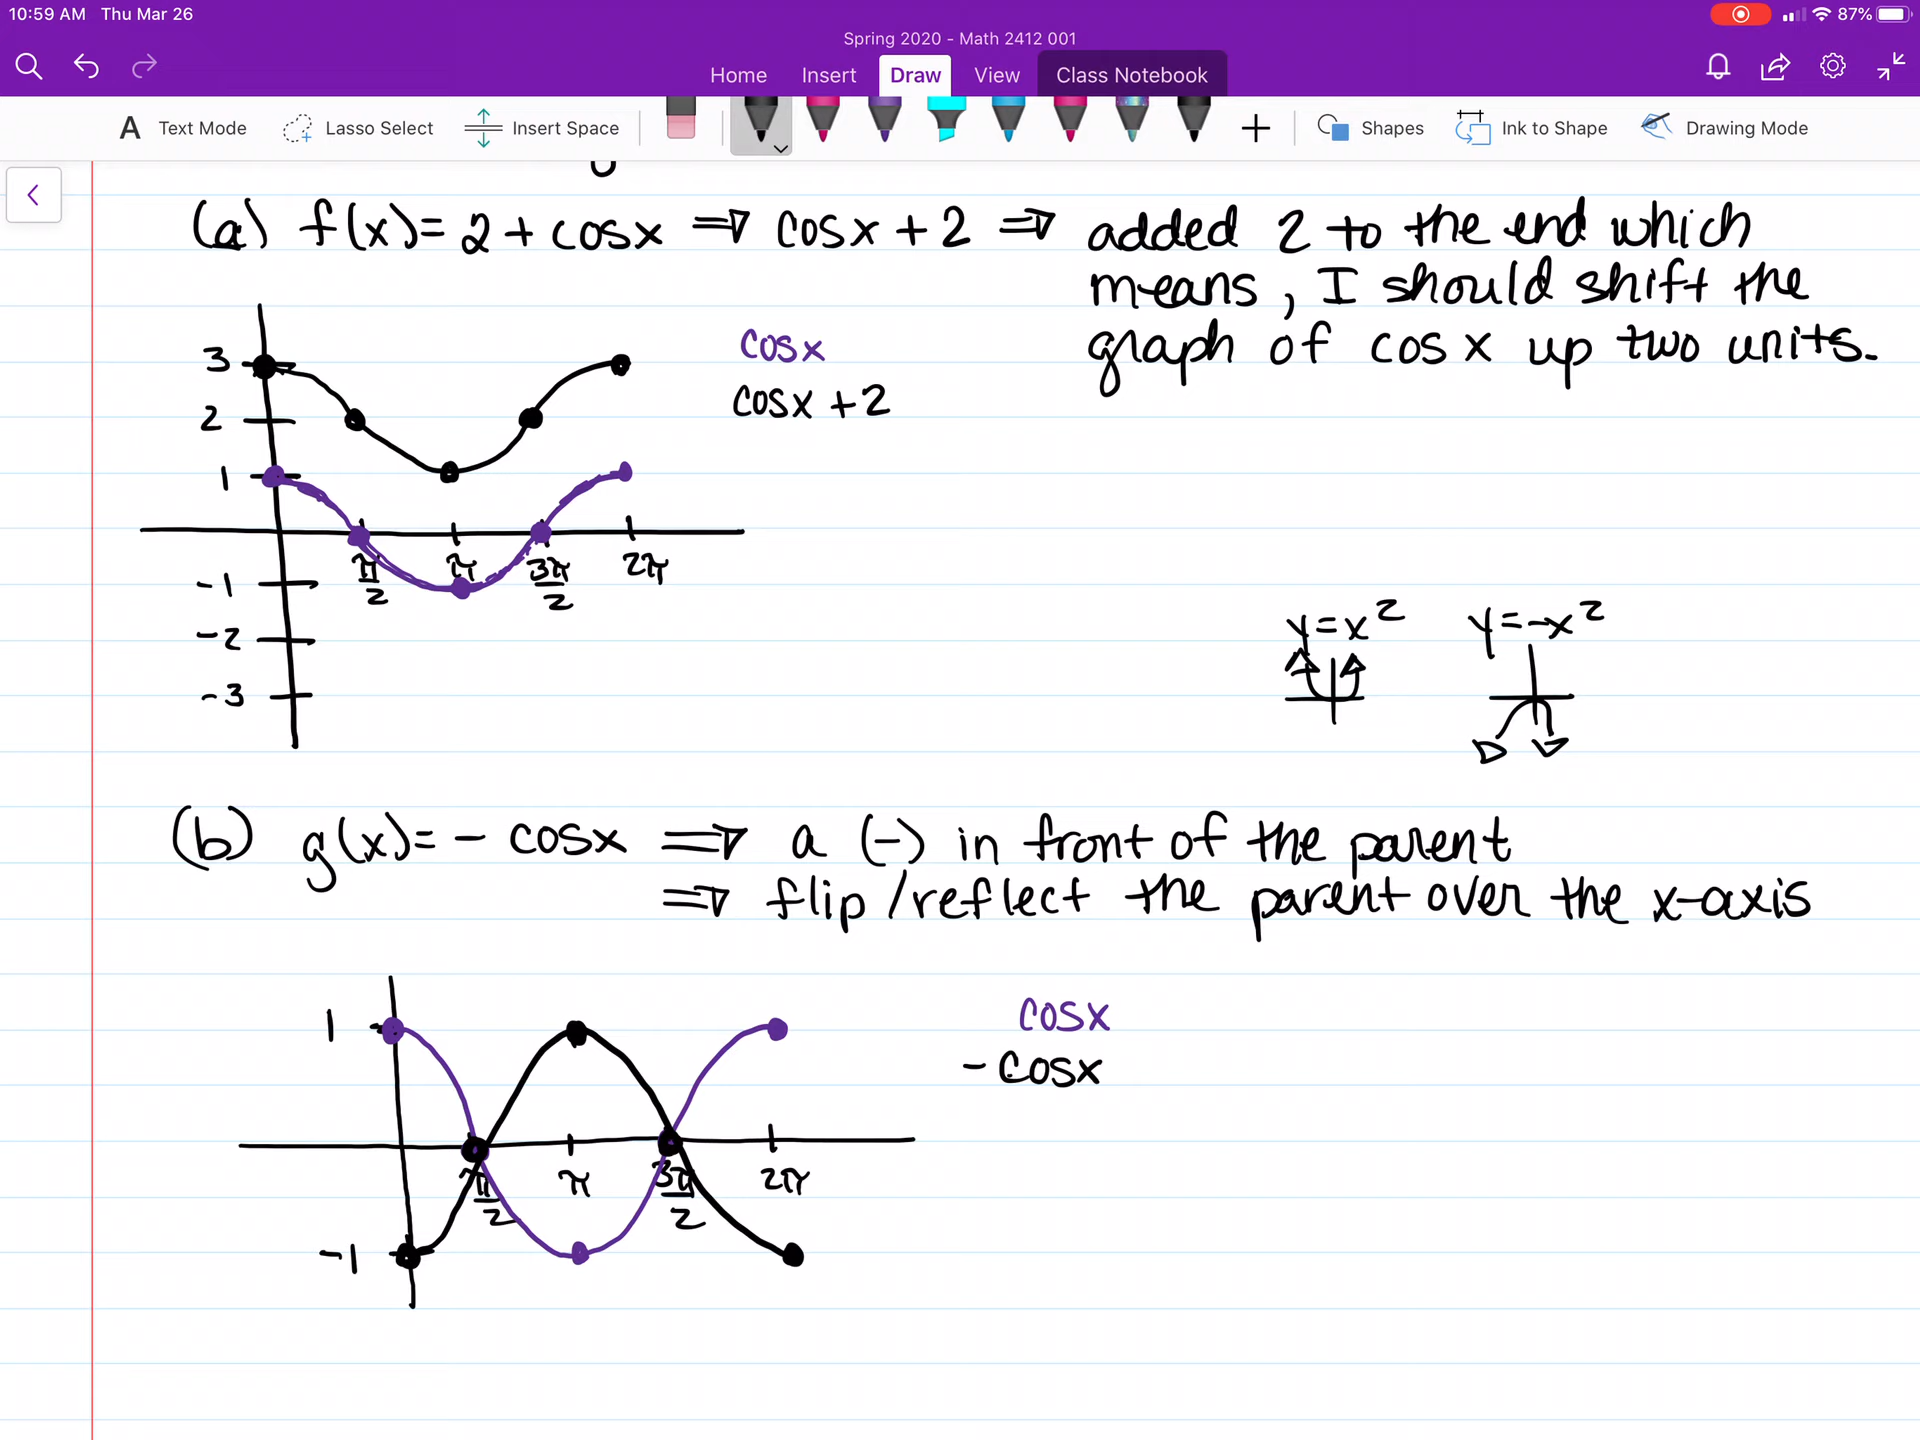 10:59 AM Thu Mar 26
87%
Spring 2020 - Math 2412 001
Home Insert Draw View Class Notebook
A Text Mode Lasso Select Insert Space Shapes Ink to Shape Drawing Mode
(a) f(x)= 2 + cosx ⇒ cosx + 2 ⇒ added 2 to the end which
means, I should shift the
graph of cos x up two units.
cosx
cosx + 2
3
2
1
-1
-2
-3
π/2 π 3π/2 2π
y=x² y=-x²
(b) g(x)= - cosx ⇒ a (-) in front of the parent
⇒ flip/reflect the parent over the x-axis
cosx
- cosx
1
π/2 π 3π/2 2π
-1